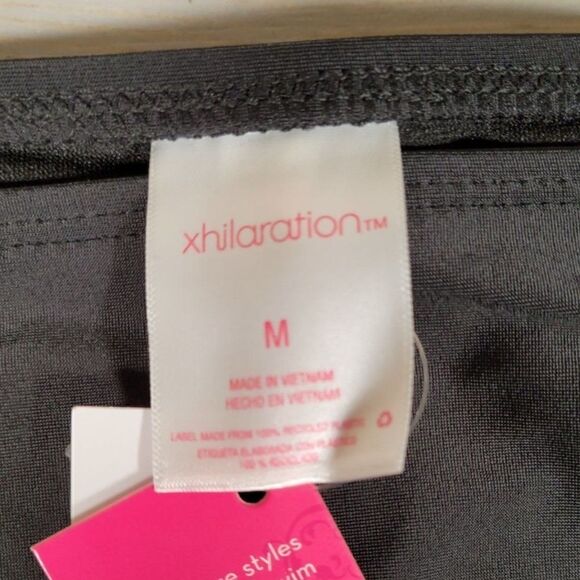 xhilaration™
M
MADE IN VIETNAM
HECHO EN VIETNAM
LABEL MADE FROM 100% RECYCLED PLASTIC
ETIQUETA ELABORADA CON PLÁSTICO
100 % RECICLADO
styles